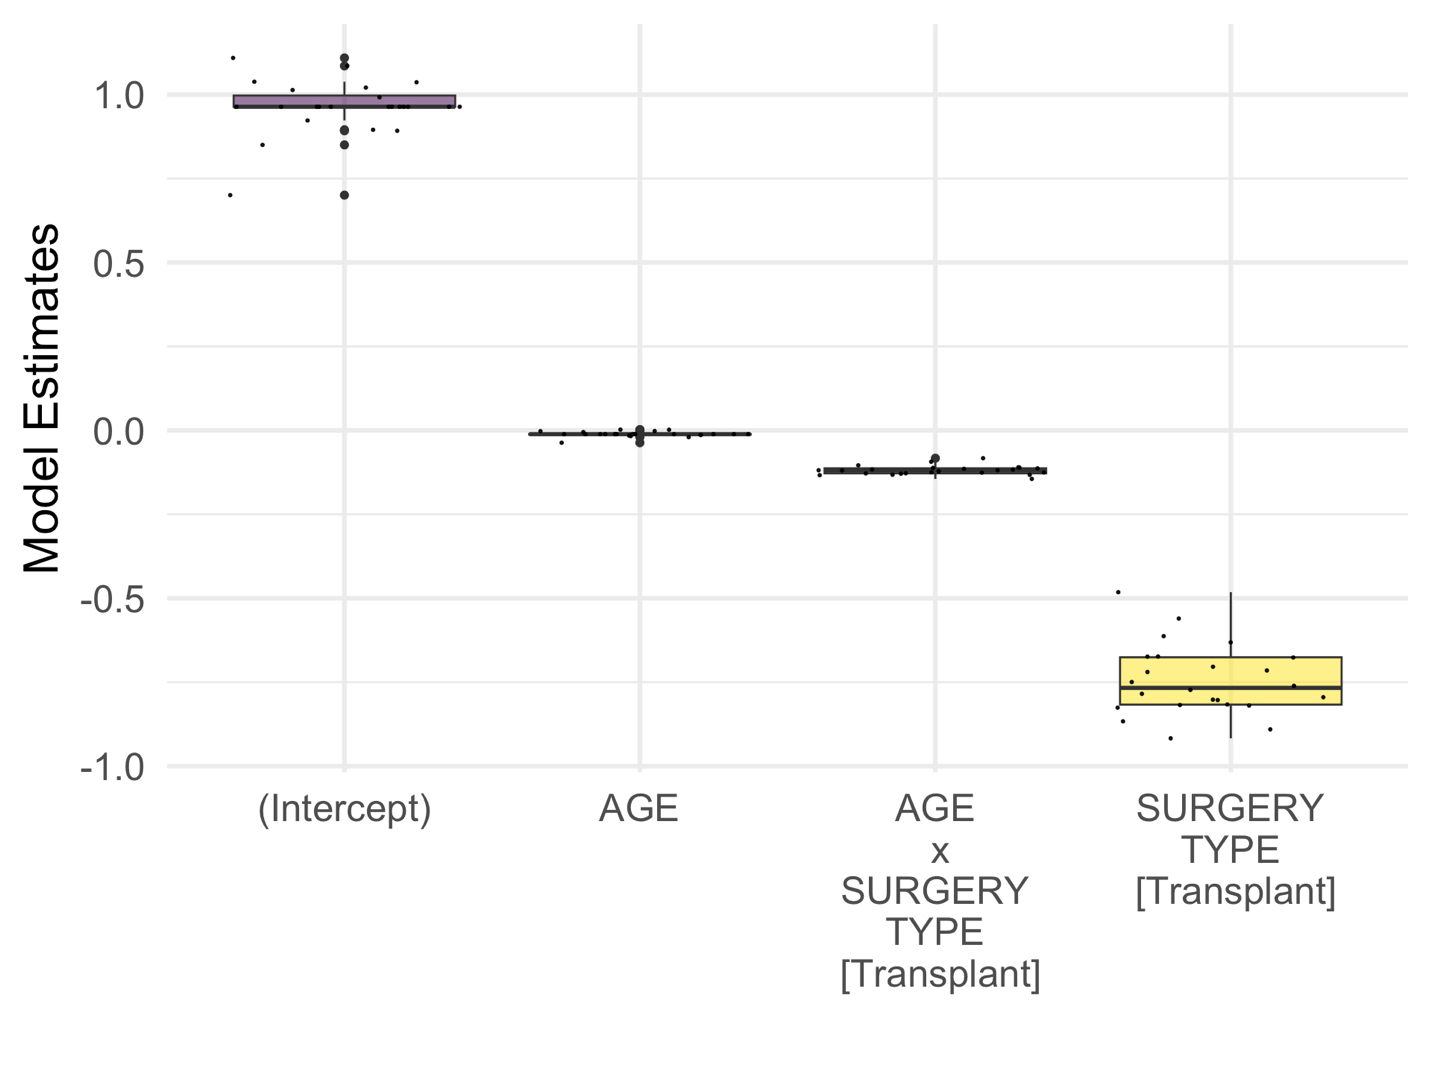 Model Estimates
1.0
0.5
0.0
-0.5
-1.0
(Intercept)
AGE
AGE
x
SURGERY
TYPE
[Transplant]
SURGERY
TYPE
[Transplant]